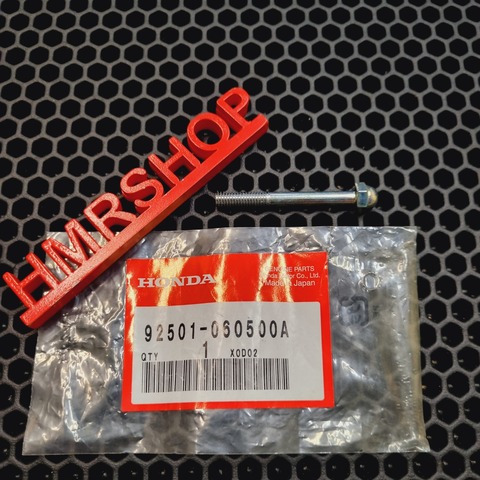 HMRSHOP
HONDA
GENUINE PARTS
Honda Motor Co., Ltd.
Made in Japan
92501-060500A
QTY 1 X0D02